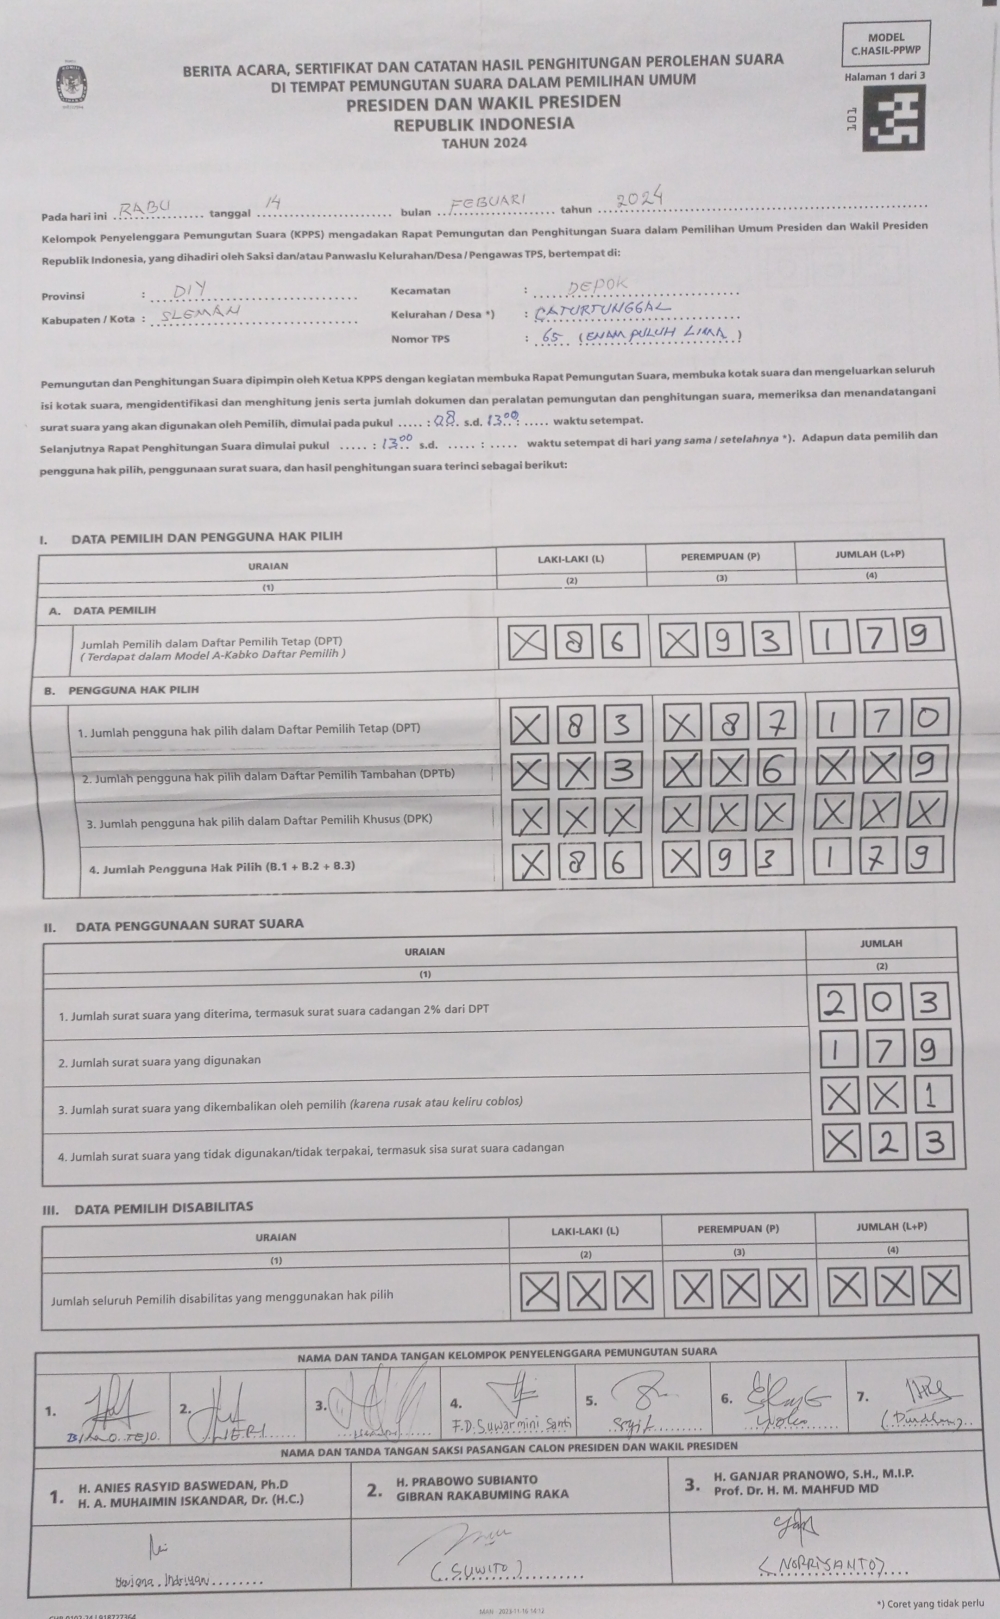 MODEL
C.HASIL-PPWP
Halaman 1 dari 3
101
BERITA ACARA, SERTIFIKAT DAN CATATAN HASIL PENGHITUNGAN PEROLEHAN SUARA
DI TEMPAT PEMUNGUTAN SUARA DALAM PEMILIHAN UMUM
PRESIDEN DAN WAKIL PRESIDEN
REPUBLIK INDONESIA
TAHUN 2024
Pada hari ini RABU tanggal 14 bulan FEBUARI tahun 2024
Kelompok Penyelenggara Pemungutan Suara (KPPS) mengadakan Rapat Pemungutan dan Penghitungan Suara dalam Pemilihan Umum Presiden dan Wakil Presiden
Republik Indonesia, yang dihadiri oleh Saksi dan/atau Panwaslu Kelurahan/Desa / Pengawas TPS, bertempat di:
Provinsi : DIY Kecamatan : DEPOK
Kabupaten / Kota : SLEMAN Kelurahan / Desa *) : CATURTUNGGAL
Nomor TPS : 65 (ENAM PULUH LIMA)
Pemungutan dan Penghitungan Suara dipimpin oleh Ketua KPPS dengan kegiatan membuka Rapat Pemungutan Suara, membuka kotak suara dan mengeluarkan seluruh
isi kotak suara, mengidentifikasi dan menghitung jenis serta jumlah dokumen dan peralatan pemungutan dan penghitungan suara, memeriksa dan menandatangani
surat suara yang akan digunakan oleh Pemilih, dimulai pada pukul ..... : 08. s.d. 13.00 : ..... waktu setempat.
Selanjutnya Rapat Penghitungan Suara dimulai pukul ..... : 13.00 s.d. ..... : ..... waktu setempat di hari yang sama / setelahnya *). Adapun data pemilih dan
pengguna hak pilih, penggunaan surat suara, dan hasil penghitungan suara terinci sebagai berikut:
I. DATA PEMILIH DAN PENGGUNA HAK PILIH
URAIAN LAKI-LAKI (L) PEREMPUAN (P) JUMLAH (L+P)
(1) (2) (3) (4)
A. DATA PEMILIH
Jumlah Pemilih dalam Daftar Pemilih Tetap (DPT) X 8 6 X 9 3 1 7 9
( Terdapat dalam Model A-Kabko Daftar Pemilih )
B. PENGGUNA HAK PILIH
1. Jumlah pengguna hak pilih dalam Daftar Pemilih Tetap (DPT) X 8 3 X 8 7 1 7 0
2. Jumlah pengguna hak pilih dalam Daftar Pemilih Tambahan (DPTb) X X 3 X X 6 X X 9
3. Jumlah pengguna hak pilih dalam Daftar Pemilih Khusus (DPK) X X X X X X X X X
4. Jumlah Pengguna Hak Pilih (B.1 + B.2 + B.3) X 8 6 X 9 3 1 7 9
II. DATA PENGGUNAAN SURAT SUARA
URAIAN JUMLAH
(1) (2)
1. Jumlah surat suara yang diterima, termasuk surat suara cadangan 2% dari DPT 2 0 3
2. Jumlah surat suara yang digunakan 1 7 9
3. Jumlah surat suara yang dikembalikan oleh pemilih (karena rusak atau keliru coblos) X X 1
4. Jumlah surat suara yang tidak digunakan/tidak terpakai, termasuk sisa surat suara cadangan X 2 3
III. DATA PEMILIH DISABILITAS
URAIAN LAKI-LAKI (L) PEREMPUAN (P) JUMLAH (L+P)
(1) (2) (3) (4)
Jumlah seluruh Pemilih disabilitas yang menggunakan hak pilih X X X X X X X X X
NAMA DAN TANDA TANGAN KELOMPOK PENYELENGGARA PEMUNGUTAN SUARA
1. 2. 3. 4. 5. 6. 7.
HERI F.D. Suwarmini Santi
NAMA DAN TANDA TANGAN SAKSI PASANGAN CALON PRESIDEN DAN WAKIL PRESIDEN
1. H. ANIES RASYID BASWEDAN, Ph.D
H. A. MUHAIMIN ISKANDAR, Dr. (H.C.)
2. H. PRABOWO SUBIANTO
GIBRAN RAKABUMING RAKA
3. H. GANJAR PRANOWO, S.H., M.I.P.
Prof. Dr. H. M. MAHFUD MD
(SUWITO) (NORRISANTO)
*) Coret yang tidak perlu